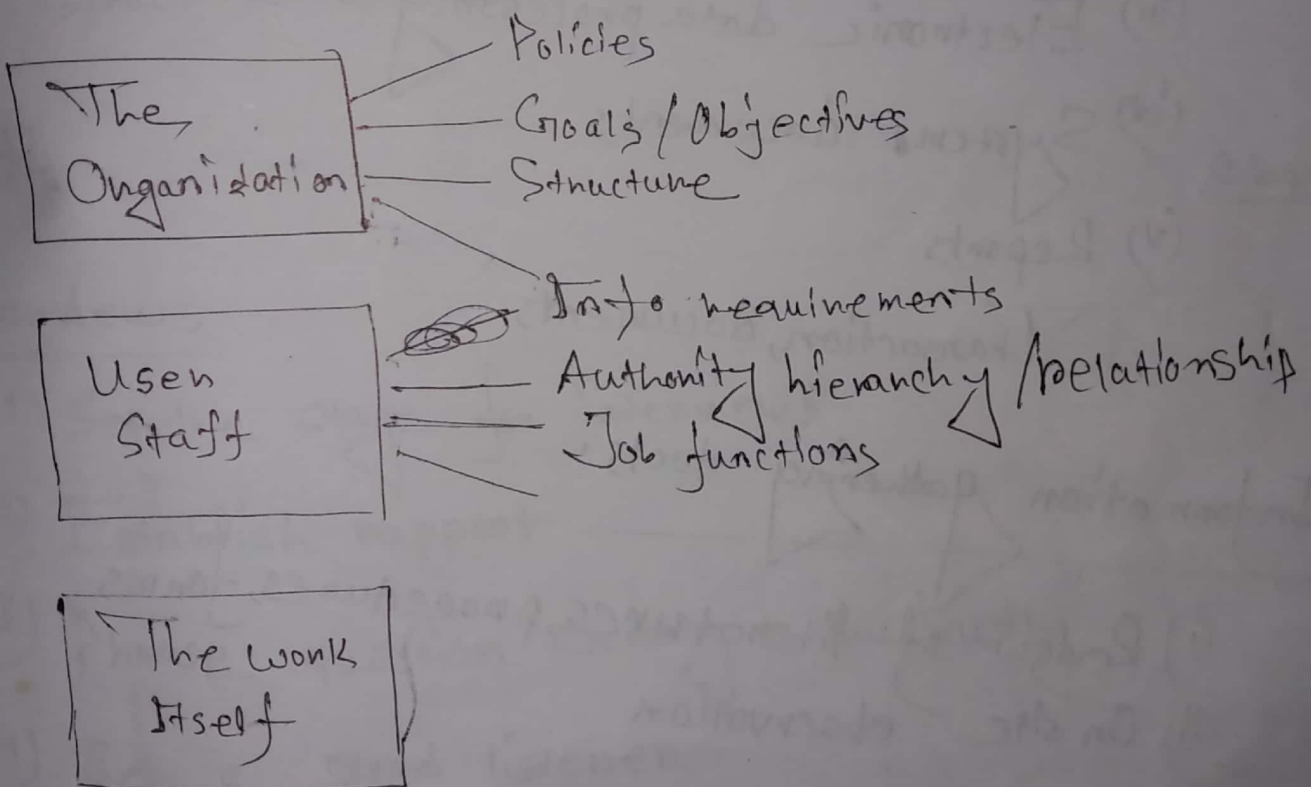 The
Organization
Policies
Goals / Objectives
Structure
Info requirements
User
Staff
Authority hierarchy / relationship
Job functions
The work
Itself